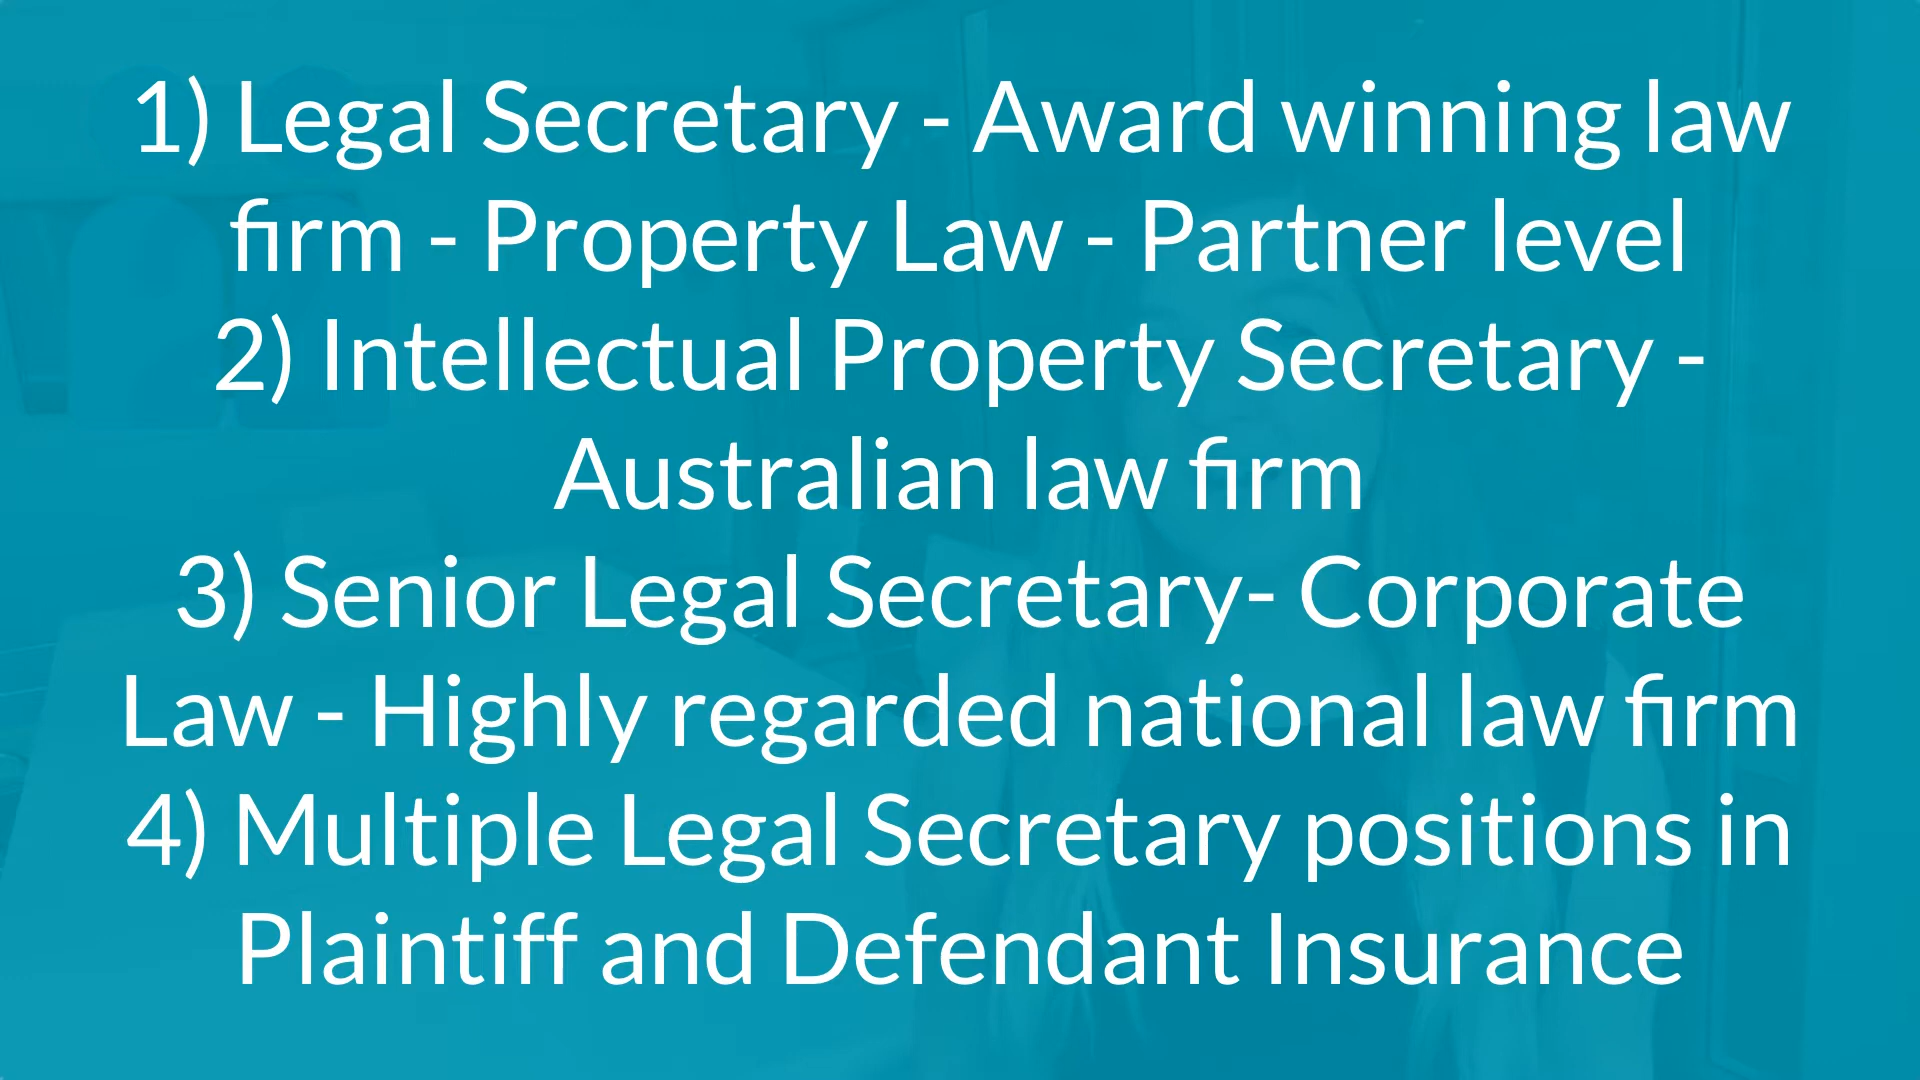 1) Legal Secretary - Award winning law
firm - Property Law - Partner level
2) Intellectual Property Secretary -
Australian law firm
3) Senior Legal Secretary- Corporate
Law - Highly regarded national law firm
4) Multiple Legal Secretary positions in
Plaintiff and Defendant Insurance